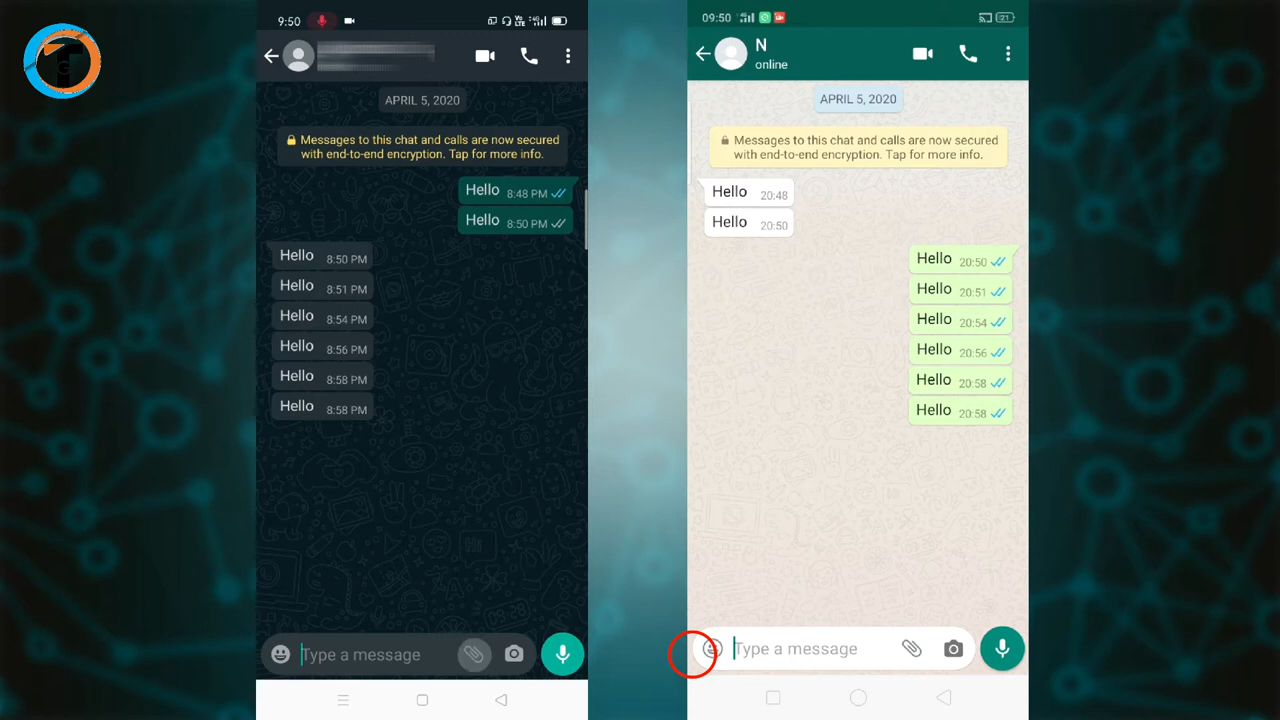 9:50
APRIL 5, 2020
Messages to this chat and calls are now secured
with end-to-end encryption. Tap for more info.
Hello 8:48 PM
Hello 8:50 PM
Hello 8:50 PM
Hello 8:51 PM
Hello 8:54 PM
Hello 8:56 PM
Hello 8:58 PM
Hello 8:58 PM
Type a message
09:50
21
N
online
APRIL 5, 2020
Messages to this chat and calls are now secured
with end-to-end encryption. Tap for more info.
Hello 20:48
Hello 20:50
Hello 20:50
Hello 20:51
Hello 20:54
Hello 20:56
Hello 20:58
Hello 20:58
Type a message